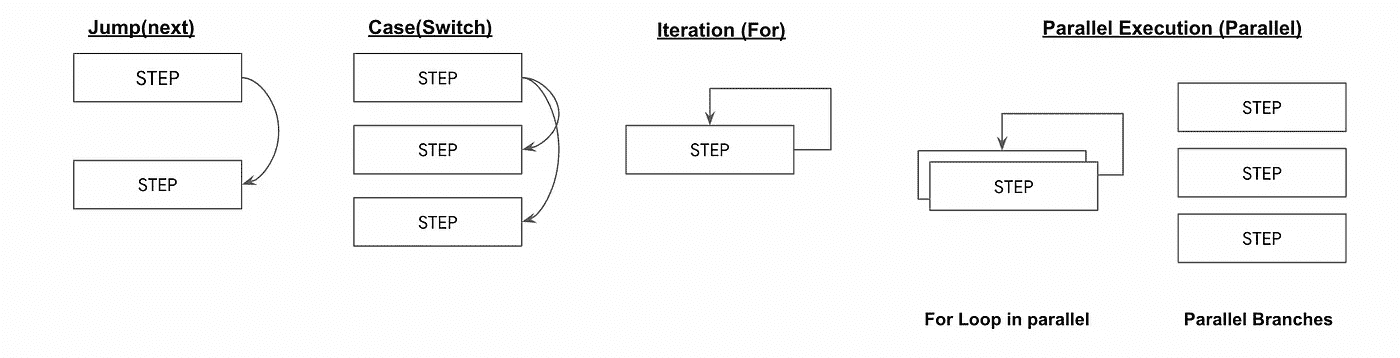 Jump(next)
STEP
STEP
Case(Switch)
STEP
STEP
STEP
Iteration (For)
STEP
Parallel Execution (Parallel)
STEP
For Loop in parallel
STEP
STEP
STEP
Parallel Branches